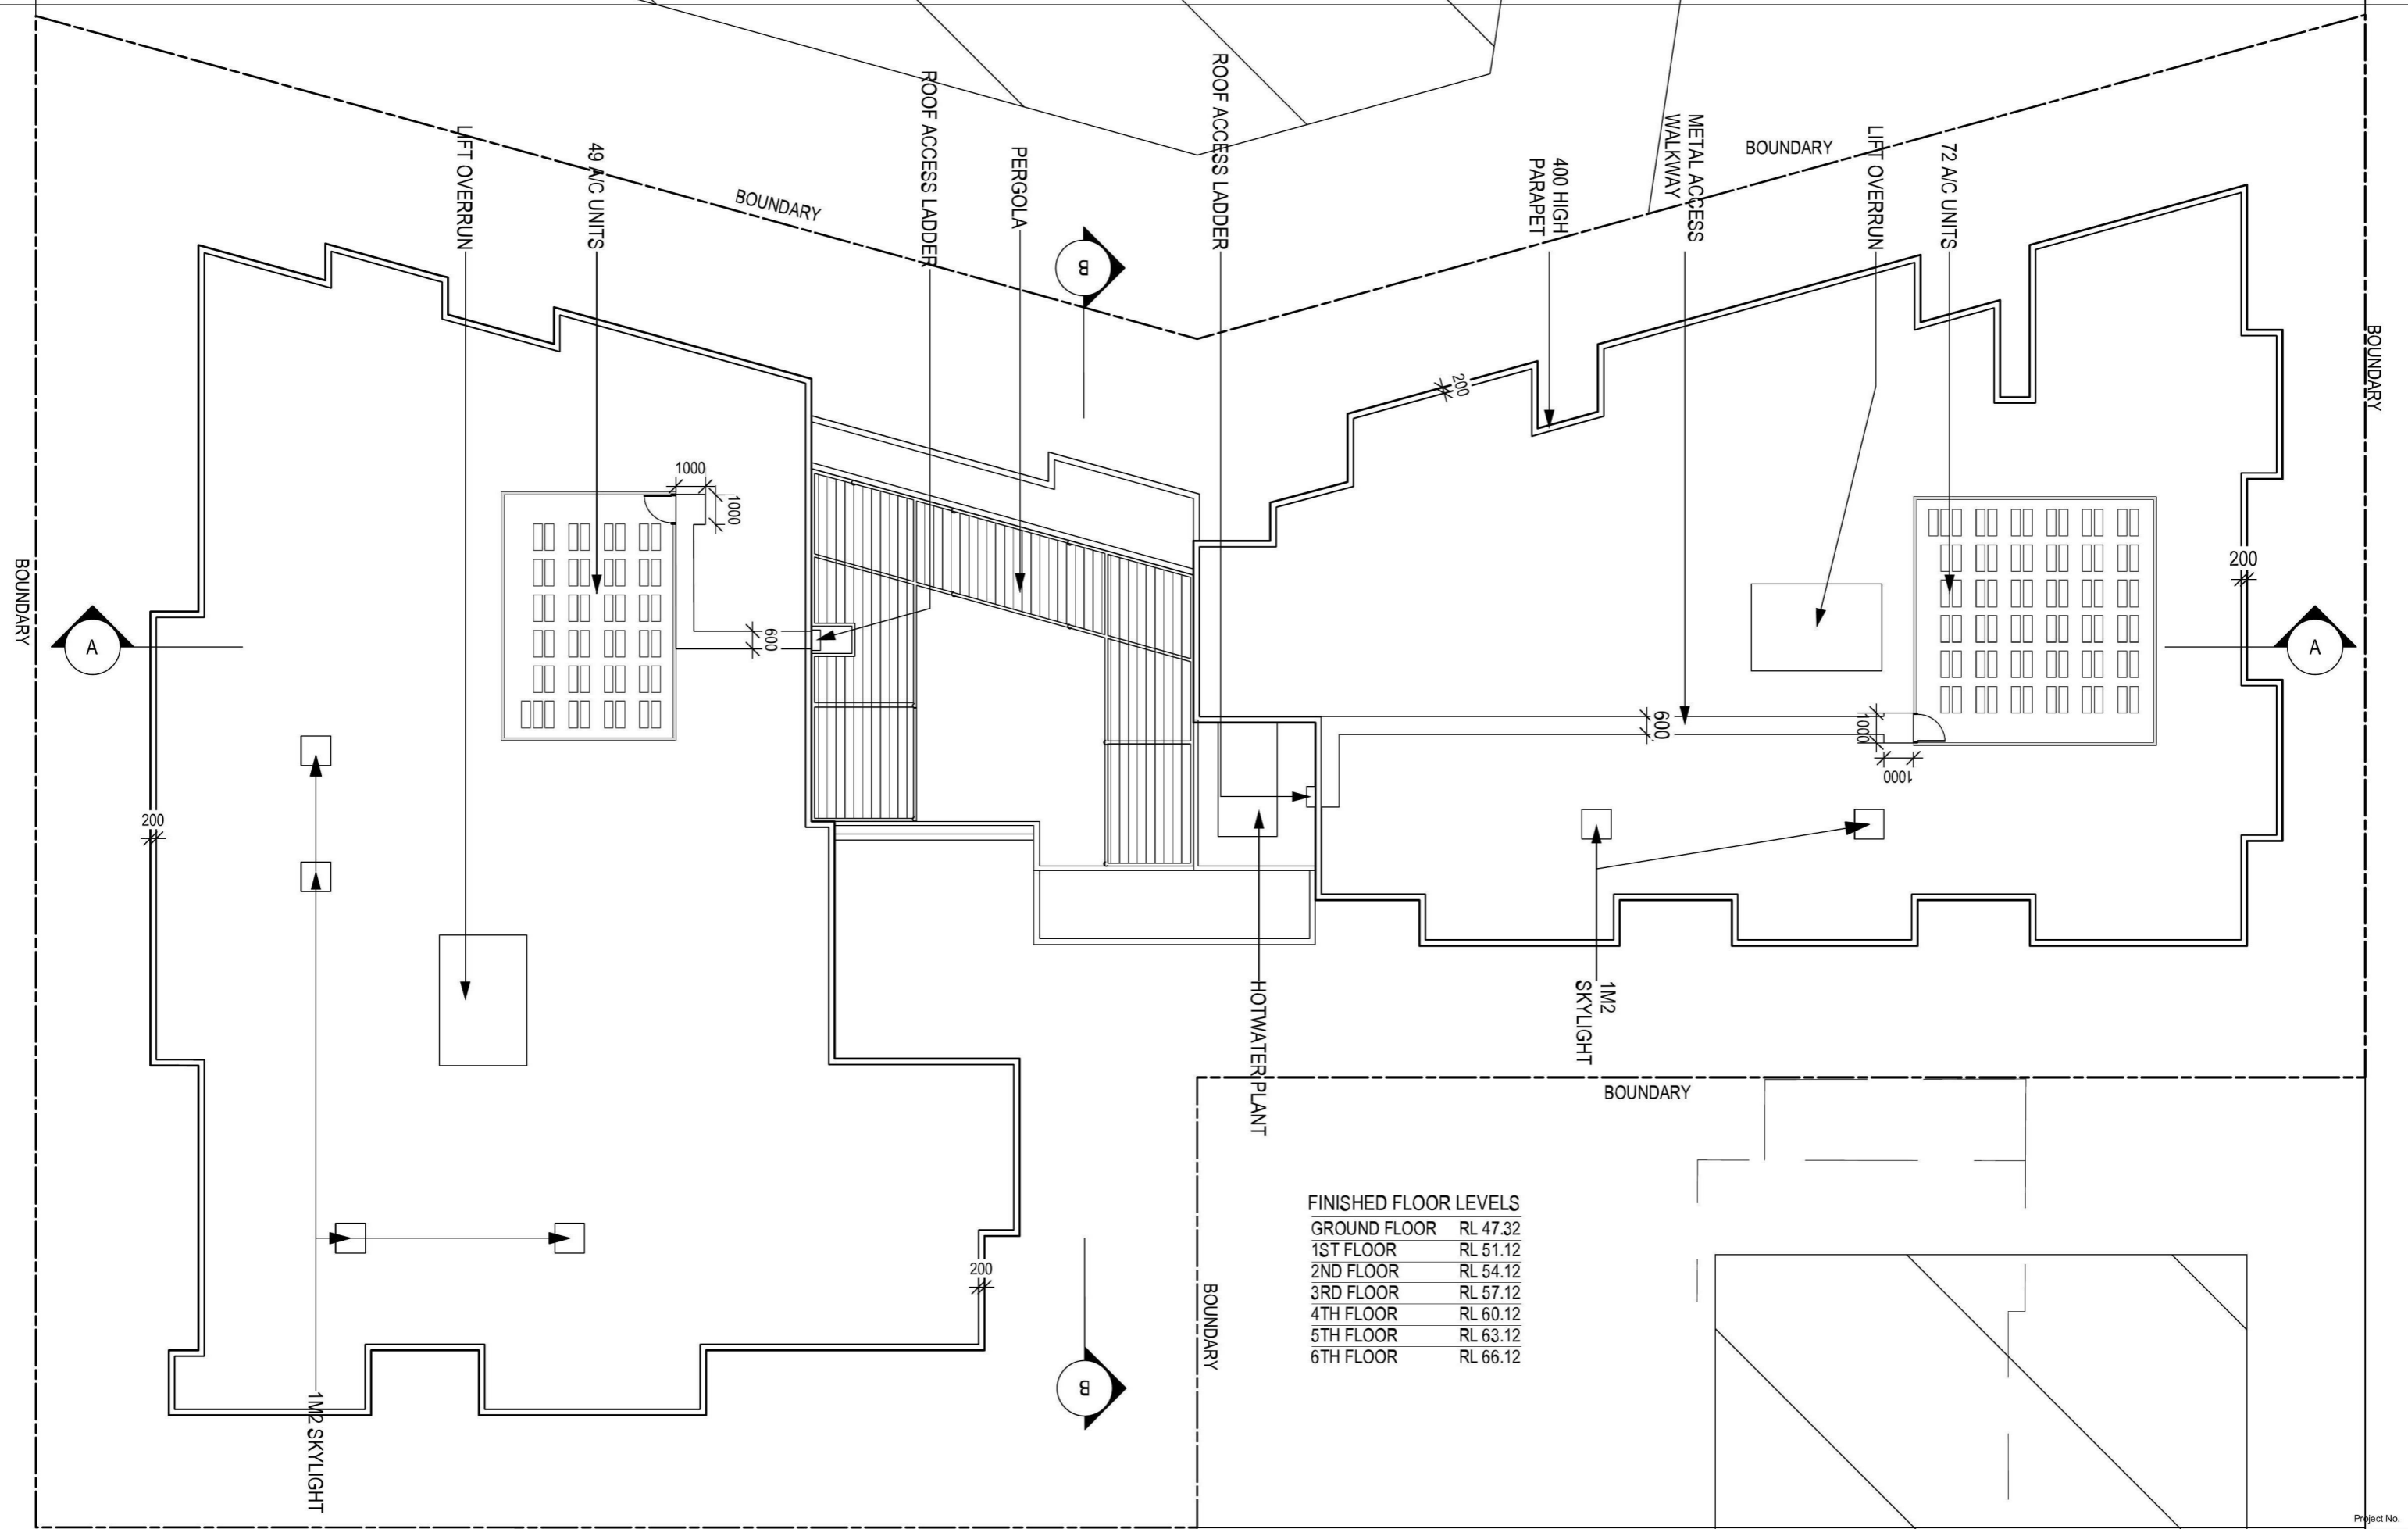 ROOF ACCESS LADDER
ROOF ACCESS LADDER
LIFT OVERRUN
49 A/C UNITS
PERGOLA
METAL ACCESS
WALKWAY
400 HIGH
PARAPET
BOUNDARY
LIFT OVERRUN
72 A/C UNITS
BOUNDARY
B
BOUNDARY
200
1000
1000
200
BOUNDARY
A
600
A
600
1000
1000
200
HOTWATER PLANT
1M2
SKYLIGHT
BOUNDARY
FINISHED FLOOR LEVELS
GROUND FLOOR RL 47.32
1ST FLOOR RL 51.12
2ND FLOOR RL 54.12
3RD FLOOR RL 57.12
4TH FLOOR RL 60.12
5TH FLOOR RL 63.12
6TH FLOOR RL 66.12
200
BOUNDARY
B
1M2 SKYLIGHT
Project No.